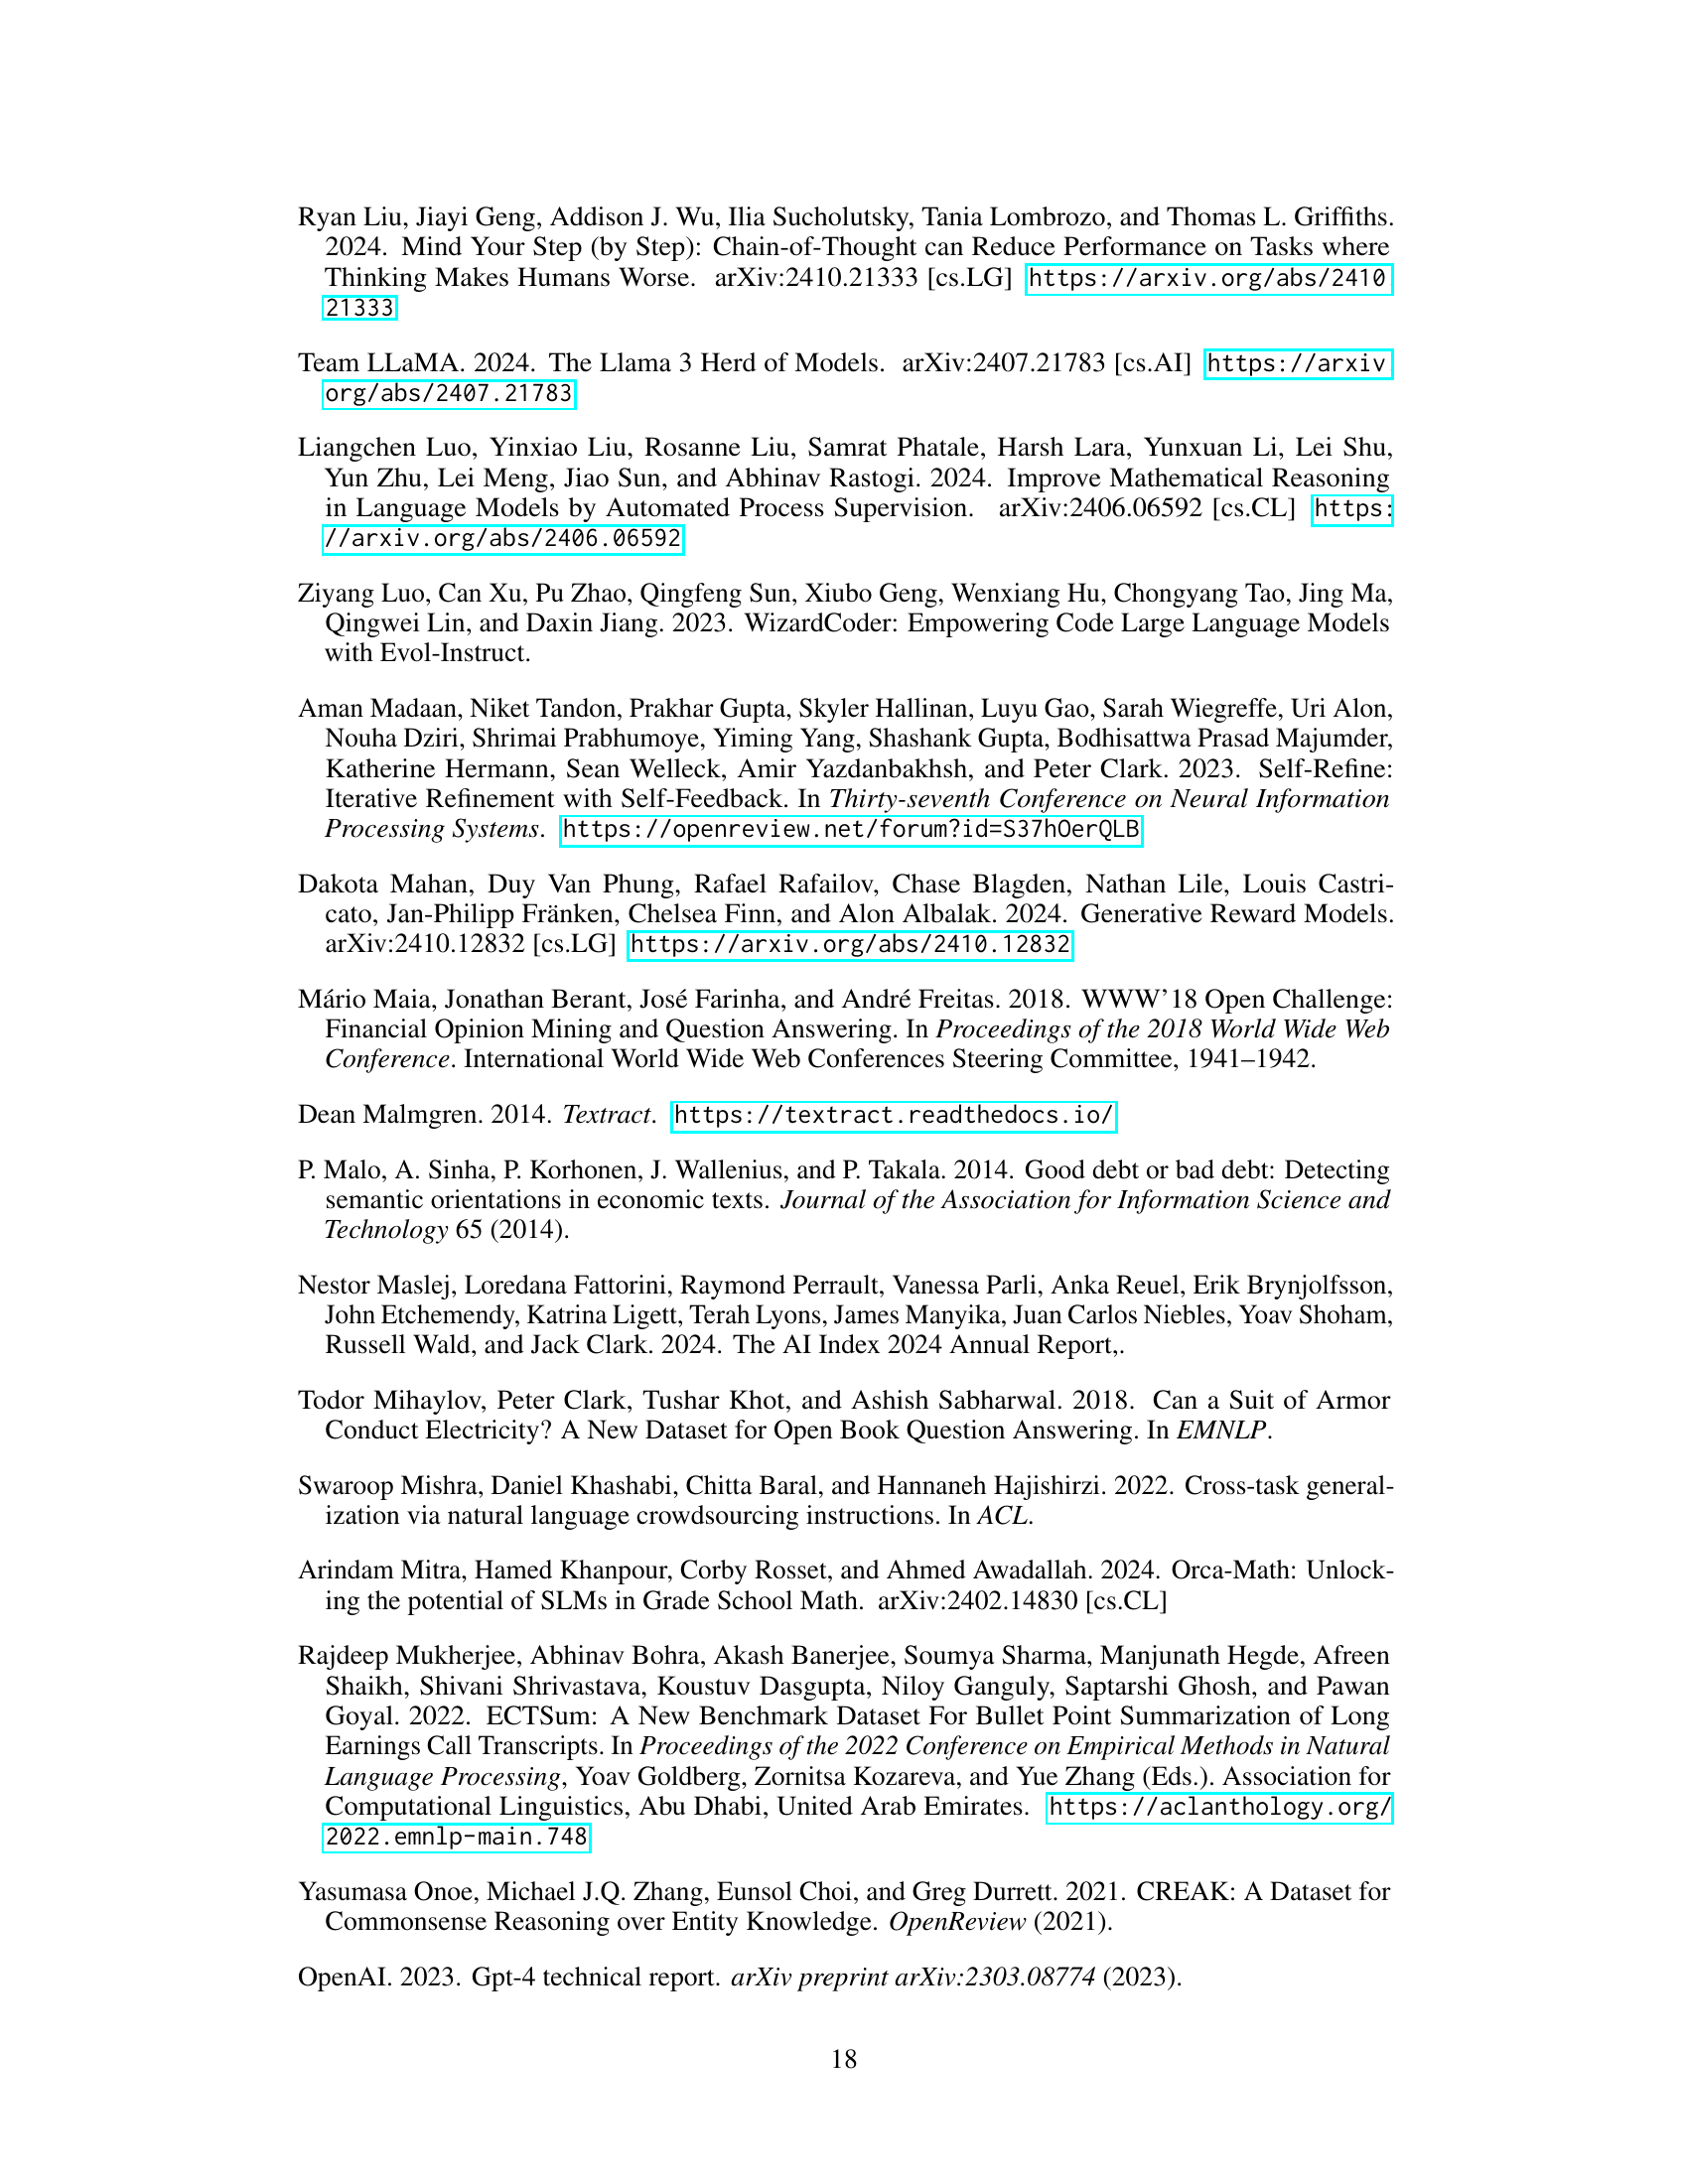 Ryan Liu, Jiayi Geng, Addison J. Wu, Ilia Sucholutsky, Tania Lombrozo, and Thomas L. Griffiths.
2024. Mind Your Step (by Step): Chain-of-Thought can Reduce Performance on Tasks where
Thinking Makes Humans Worse. arXiv:2410.21333 [cs.LG] https://arxiv.org/abs/2410
21333
Team LLaMA. 2024. The Llama 3 Herd of Models. arXiv:2407.21783 [cs.AI] https://arxiv
org/abs/2407.21783
Liangchen Luo, Yinxiao Liu, Rosanne Liu, Samrat Phatale, Harsh Lara, Yunxuan Li, Lei Shu,
Yun Zhu, Lei Meng, Jiao Sun, and Abhinav Rastogi. 2024. Improve Mathematical Reasoning
in Language Models by Automated Process Supervision. arXiv:2406.06592 [cs.CL] https:
//arxiv.org/abs/2406.06592
Ziyang Luo, Can Xu, Pu Zhao, Qingfeng Sun, Xiubo Geng, Wenxiang Hu, Chongyang Tao, Jing Ma,
Qingwei Lin, and Daxin Jiang. 2023. WizardCoder: Empowering Code Large Language Models
with Evol-Instruct.
Aman Madaan, Niket Tandon, Prakhar Gupta, Skyler Hallinan, Luyu Gao, Sarah Wiegreffe, Uri Alon,
Nouha Dziri, Shrimai Prabhumoye, Yiming Yang, Shashank Gupta, Bodhisattwa Prasad Majumder,
Katherine Hermann, Sean Welleck, Amir Yazdanbakhsh, and Peter Clark. 2023. Self-Refine:
Iterative Refinement with Self-Feedback. In Thirty-seventh Conference on Neural Information
Processing Systems. https://openreview.net/forum?id=S37hOerQLB
Dakota Mahan, Duy Van Phung, Rafael Rafailov, Chase Blagden, Nathan Lile, Louis Castri-
cato, Jan-Philipp Fränken, Chelsea Finn, and Alon Albalak. 2024. Generative Reward Models.
arXiv:2410.12832 [cs.LG] https://arxiv.org/abs/2410.12832
Mário Maia, Jonathan Berant, José Farinha, and André Freitas. 2018. WWW'18 Open Challenge:
Financial Opinion Mining and Question Answering. In Proceedings of the 2018 World Wide Web
Conference. International World Wide Web Conferences Steering Committee, 1941–1942.
Dean Malmgren. 2014. Textract. https://textract.readthedocs.io/
P. Malo, A. Sinha, P. Korhonen, J. Wallenius, and P. Takala. 2014. Good debt or bad debt: Detecting
semantic orientations in economic texts. Journal of the Association for Information Science and
Technology 65 (2014).
Nestor Maslej, Loredana Fattorini, Raymond Perrault, Vanessa Parli, Anka Reuel, Erik Brynjolfsson,
John Etchemendy, Katrina Ligett, Terah Lyons, James Manyika, Juan Carlos Niebles, Yoav Shoham,
Russell Wald, and Jack Clark. 2024. The AI Index 2024 Annual Report,.
Todor Mihaylov, Peter Clark, Tushar Khot, and Ashish Sabharwal. 2018. Can a Suit of Armor
Conduct Electricity? A New Dataset for Open Book Question Answering. In EMNLP.
Swaroop Mishra, Daniel Khashabi, Chitta Baral, and Hannaneh Hajishirzi. 2022. Cross-task general-
ization via natural language crowdsourcing instructions. In ACL.
Arindam Mitra, Hamed Khanpour, Corby Rosset, and Ahmed Awadallah. 2024. Orca-Math: Unlock-
ing the potential of SLMs in Grade School Math. arXiv:2402.14830 [cs.CL]
Rajdeep Mukherjee, Abhinav Bohra, Akash Banerjee, Soumya Sharma, Manjunath Hegde, Afreen
Shaikh, Shivani Shrivastava, Koustuv Dasgupta, Niloy Ganguly, Saptarshi Ghosh, and Pawan
Goyal. 2022. ECTSum: A New Benchmark Dataset For Bullet Point Summarization of Long
Earnings Call Transcripts. In Proceedings of the 2022 Conference on Empirical Methods in Natural
Language Processing, Yoav Goldberg, Zornitsa Kozareva, and Yue Zhang (Eds.). Association for
Computational Linguistics, Abu Dhabi, United Arab Emirates. https://aclanthology.org/
2022.emnlp-main.748
Yasumasa Onoe, Michael J.Q. Zhang, Eunsol Choi, and Greg Durrett. 2021. CREAK: A Dataset for
Commonsense Reasoning over Entity Knowledge. OpenReview (2021).
OpenAI. 2023. Gpt-4 technical report. arXiv preprint arXiv:2303.08774 (2023).
18